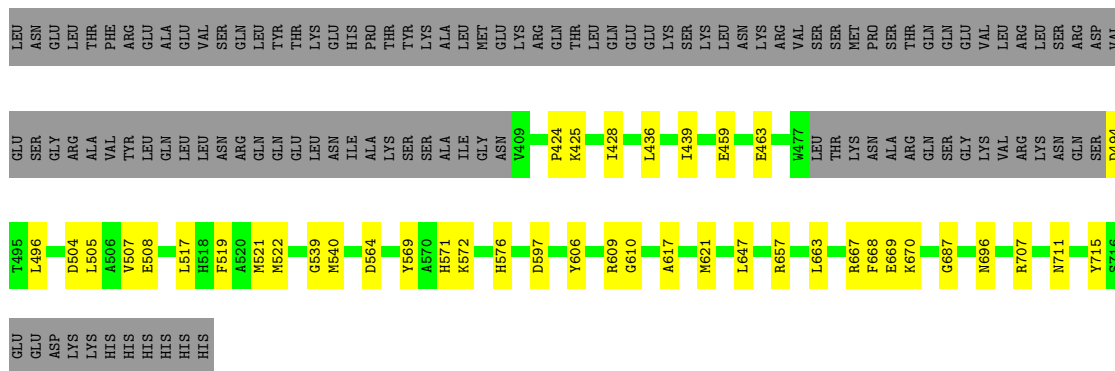 LEU ASN GLU LEU THR PHE ARG GLU ALA GLU VAL SER ASN GLN LEU TYR THR LYS GLU HIS PRO THR TYR LYS ALA LEU MET GLU LYS ARG GLN THR LEU GLN GLU GLU LYS SER LYS LEU ASN LYS ARG VAL SER SER MET PRO SER THR GLN GLN GLU VAL LEU ARG LEU SER ARG ASP VAL
GLU SER GLY ARG ALA VAL TYR LEU GLN LEU LEU ASN ARG GLN GLN GLU LEU ASN ILE ALA LYS SER SER ALA ILE GLY ASN V409 P424 K425 I428 L436 I439 E459 E463 W477 LEU THR LYS ASN ALA ARG GLN SER GLY LYS VAL ARG LYS ASN GLN SER D494
T495 L496 D504 L505 A506 V507 E508 L517 H518 F519 A520 M521 M522 G539 M540 D564 Y569 A570 H571 K572 H576 D597 Y606 R609 G610 A617 M621 L647 R657 L663 R667 F668 E669 K670 G687 N696 R707 N711 Y715 S716
GLU GLU ASP LYS LYS HIS HIS HIS HIS HIS HIS